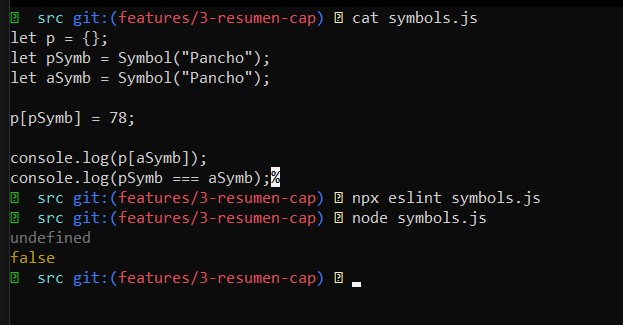 src git:(features/3-resumen-cap) cat symbols.js
let p = {};
let pSymb = Symbol("Pancho");
let aSymb = Symbol("Pancho");
p[pSymb] = 78;
console.log(p[aSymb]);
console.log(pSymb === aSymb);%
src git:(features/3-resumen-cap) npx eslint symbols.js
src git:(features/3-resumen-cap) node symbols.js
undefined
false
src git:(features/3-resumen-cap)